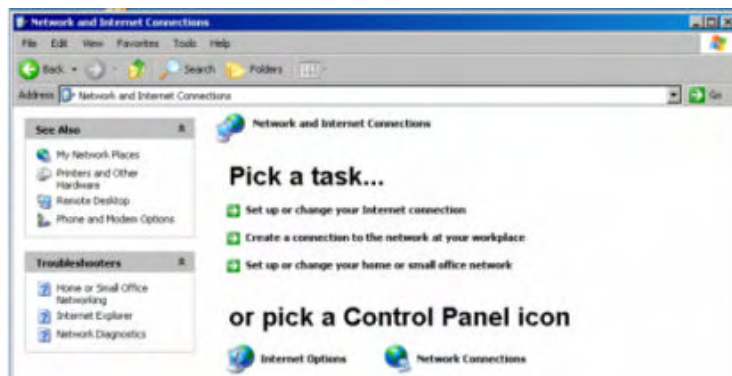 Network and Internet Connections
File Edit View Favorites Tools Help
Back Search Folders
Address Network and Internet Connections Go
See Also
My Network Places
Printers and Other
Hardware
Remote Desktop
Phone and Modem Options
Troubleshooters
Home or Small Office
Networking
Internet Explorer
Network Diagnostics
Network and Internet Connections
Pick a task...
Set up or change your Internet connection
Create a connection to the network at your workplace
Set up or change your home or small office network
or pick a Control Panel icon
Internet Options Network Connections